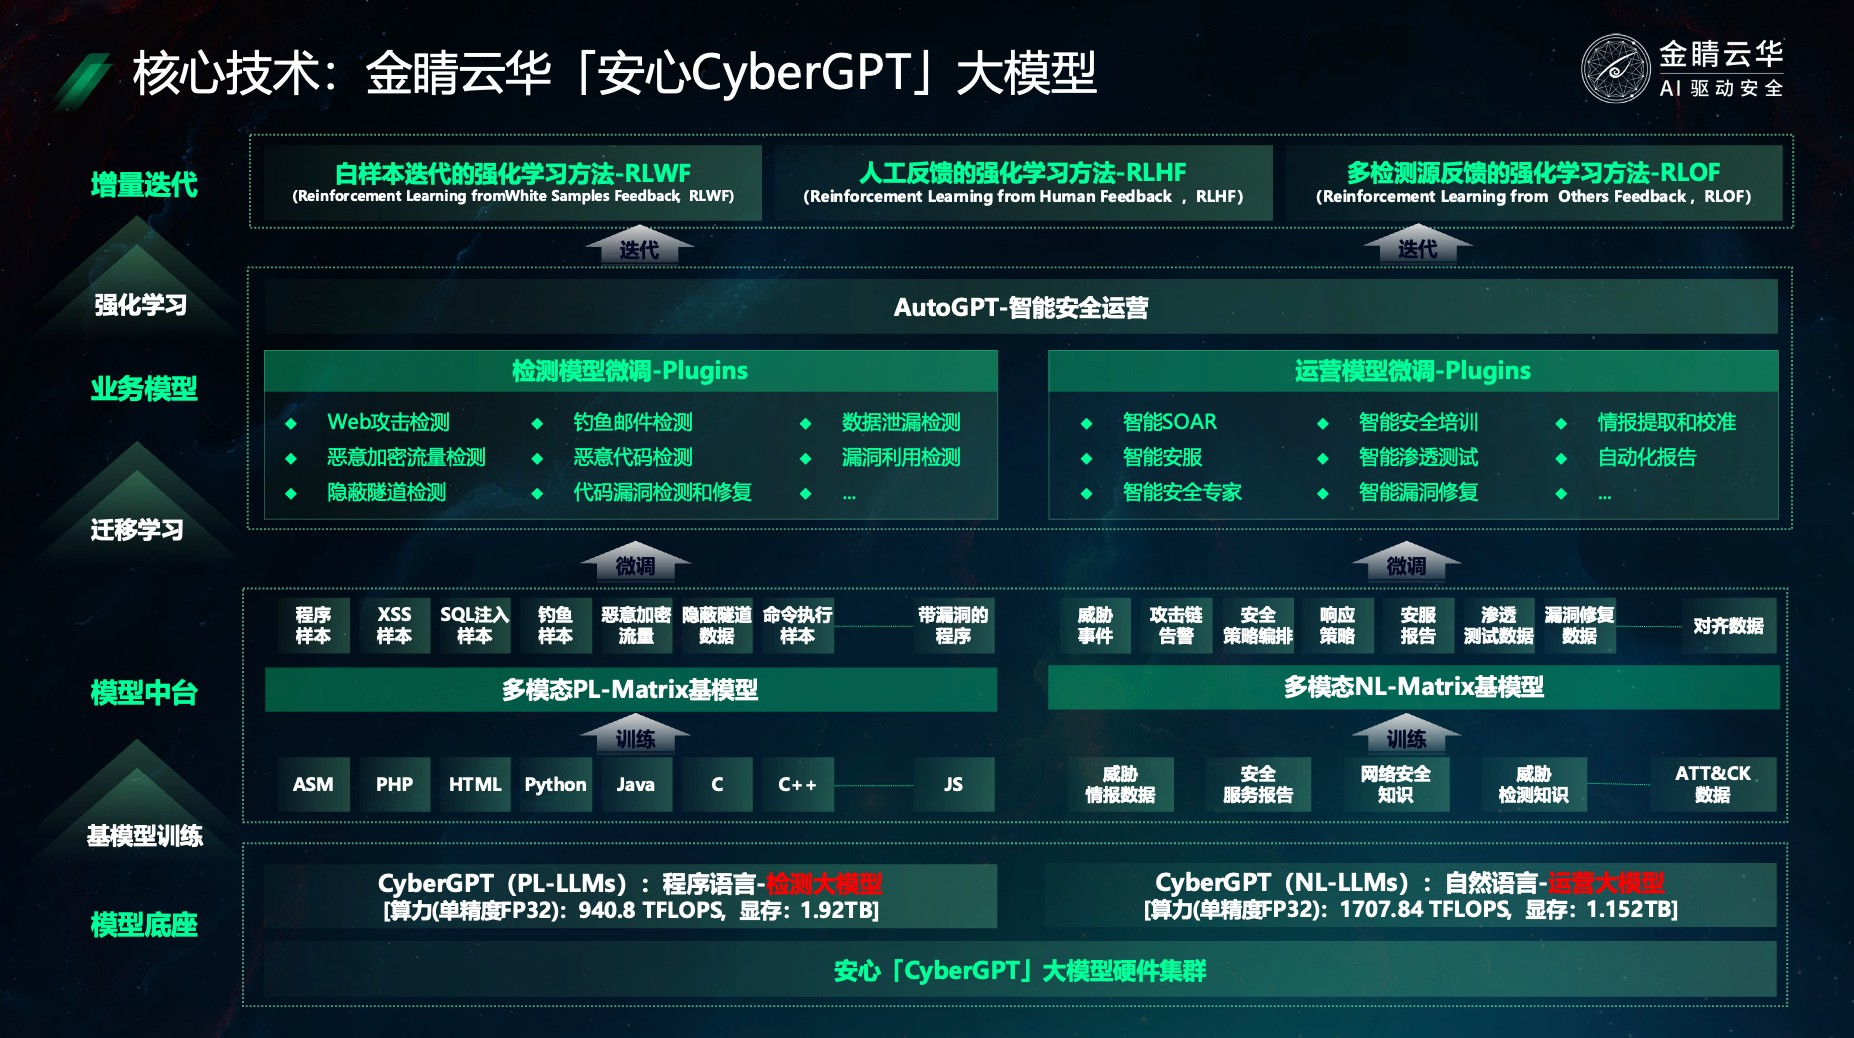 核心技术：金睛云华「安心CyberGPT」大模型
金睛云华
AI 驱动安全
增量迭代
白样本迭代的强化学习方法-RLWF
(Reinforcement Learning fromWhite Samples Feedback, RLWF)
人工反馈的强化学习方法-RLHF
(Reinforcement Learning from Human Feedback ，RLHF)
多检测源反馈的强化学习方法-RLOF
(Reinforcement Learning from Others Feedback，RLOF)
迭代
迭代
强化学习
业务模型
AutoGPT-智能安全运营
检测模型微调-Plugins
Web攻击检测
钓鱼邮件检测
数据泄漏检测
恶意加密流量检测
恶意代码检测
漏洞利用检测
隐蔽隧道检测
代码漏洞检测和修复
...
运营模型微调-Plugins
智能SOAR
智能安全培训
情报提取和校准
智能安服
智能渗透测试
自动化报告
智能安全专家
智能漏洞修复
...
迁移学习
微调
微调
模型中台
程序
样本
XSS
样本
SQL注入
样本
钓鱼
样本
恶意加密
流量
隐蔽隧道
数据
命令执行
样本
带漏洞的
程序
威胁
事件
攻击链
告警
安全
策略编排
响应
策略
安服
报告
渗透
测试数据
漏洞修复
数据
对齐数据
多模态PL-Matrix基模型
多模态NL-Matrix基模型
训练
训练
ASM
PHP
HTML
Python
Java
C
C++
JS
威胁
情报数据
安全
服务报告
网络安全
知识
威胁
检测知识
ATT&CK
数据
基模型训练
模型底座
CyberGPT（PL-LLMs）：程序语言-检测大模型
[算力(单精度FP32)：940.8 TFLOPS，显存：1.92TB]
CyberGPT（NL-LLMs）：自然语言-运营大模型
[算力(单精度FP32)：1707.84 TFLOPS，显存：1.152TB]
安心「CyberGPT」大模型硬件集群